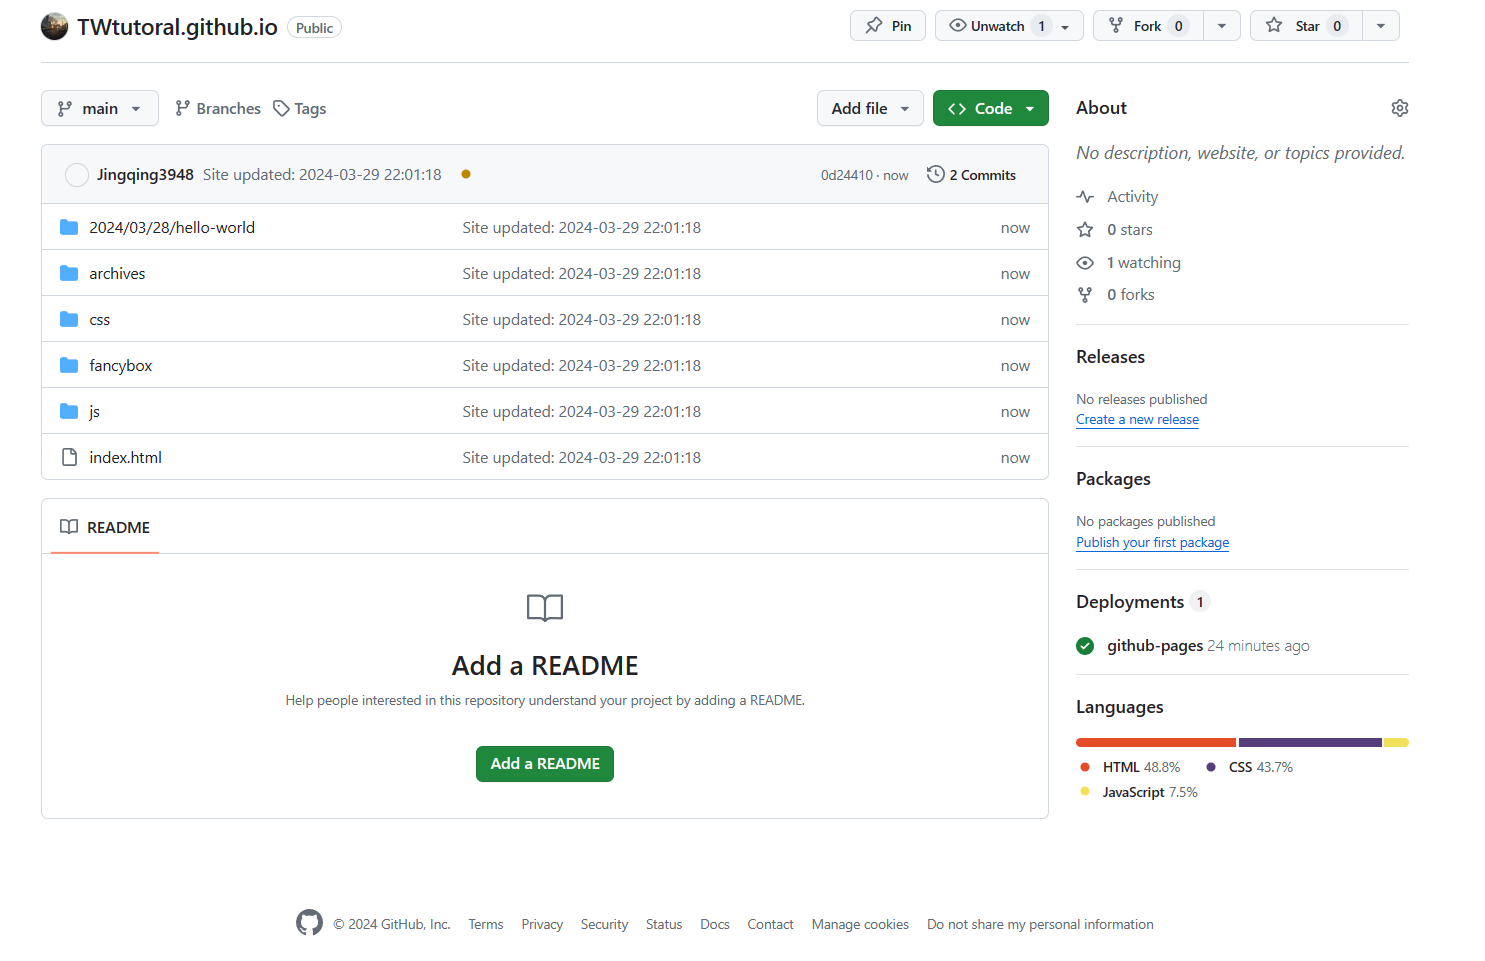 TWtutoral.github.io Public Pin Unwatch 1 Fork 0 Star 0
main Branches Tags Add file Code
Jingqing3948 Site updated: 2024-03-29 22:01:18 0d24410 · now 2 Commits
2024/03/28/hello-world Site updated: 2024-03-29 22:01:18 now
archives Site updated: 2024-03-29 22:01:18 now
css Site updated: 2024-03-29 22:01:18 now
fancybox Site updated: 2024-03-29 22:01:18 now
js Site updated: 2024-03-29 22:01:18 now
index.html Site updated: 2024-03-29 22:01:18 now
README
Add a README
Help people interested in this repository understand your project by adding a README.
Add a README
About
No description, website, or topics provided.
Activity
0 stars
1 watching
0 forks
Releases
No releases published
Create a new release
Packages
No packages published
Publish your first package
Deployments 1
github-pages 24 minutes ago
Languages
HTML 48.8% CSS 43.7%
JavaScript 7.5%
© 2024 GitHub, Inc. Terms Privacy Security Status Docs Contact Manage cookies Do not share my personal information